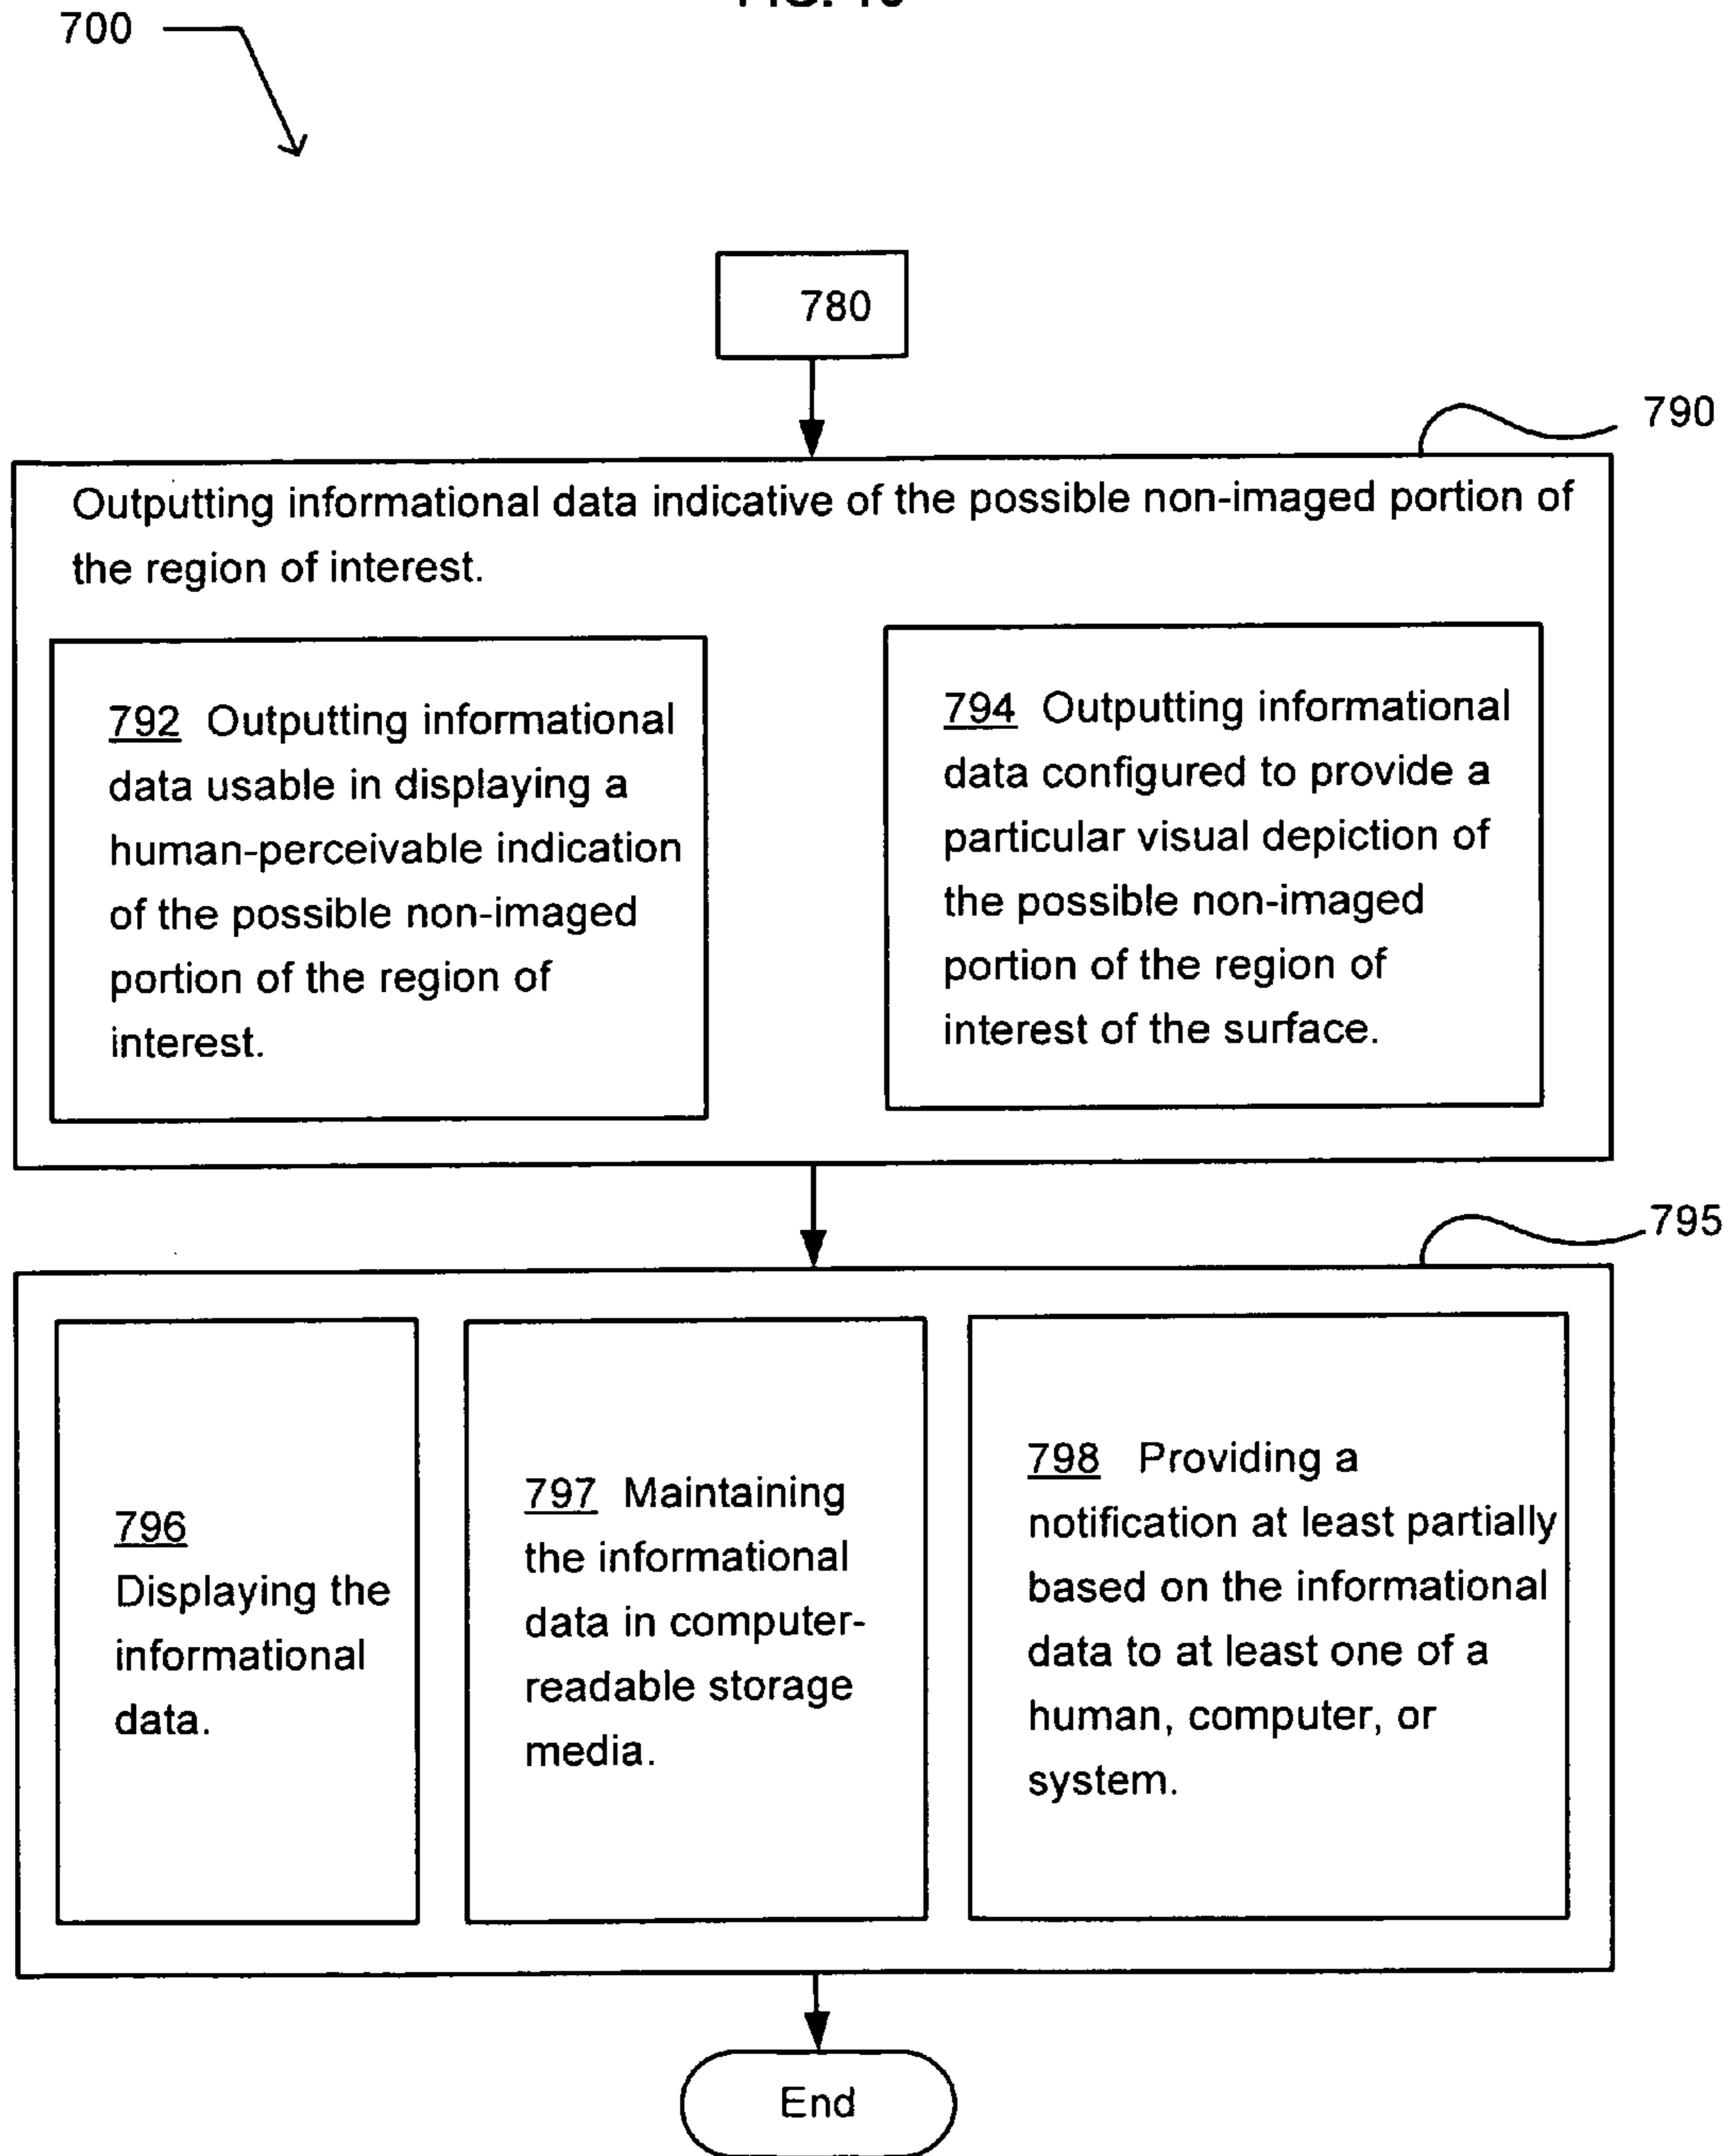 700
780
790
Outputting informational data indicative of the possible non-imaged portion of
the region of interest.
792 Outputting informational
data usable in displaying a
human-perceivable indication
of the possible non-imaged
portion of the region of
interest.
794 Outputting informational
data configured to provide a
particular visual depiction of
the possible non-imaged
portion of the region of
interest of the surface.
795
796
Displaying the
informational
data.
797 Maintaining
the informational
data in computer-
readable storage
media.
798 Providing a
notification at least partially
based on the informational
data to at least one of a
human, computer, or
system.
End